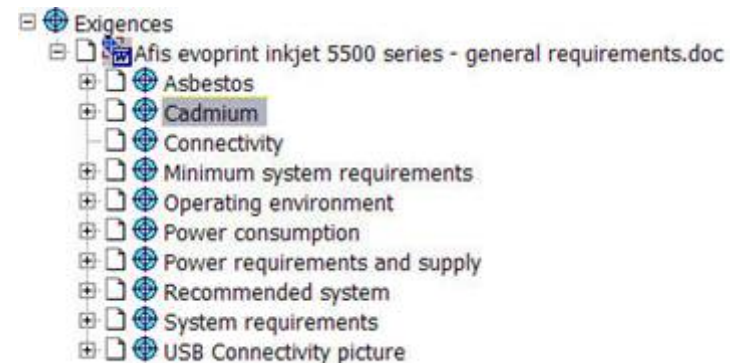 Exigences
Afis evoprint inkjet 5500 series - general requirements.doc
Asbestos
Cadmium
Connectivity
Minimum system requirements
Operating environment
Power consumption
Power requirements and supply
Recommended system
System requirements
USB Connectivity picture